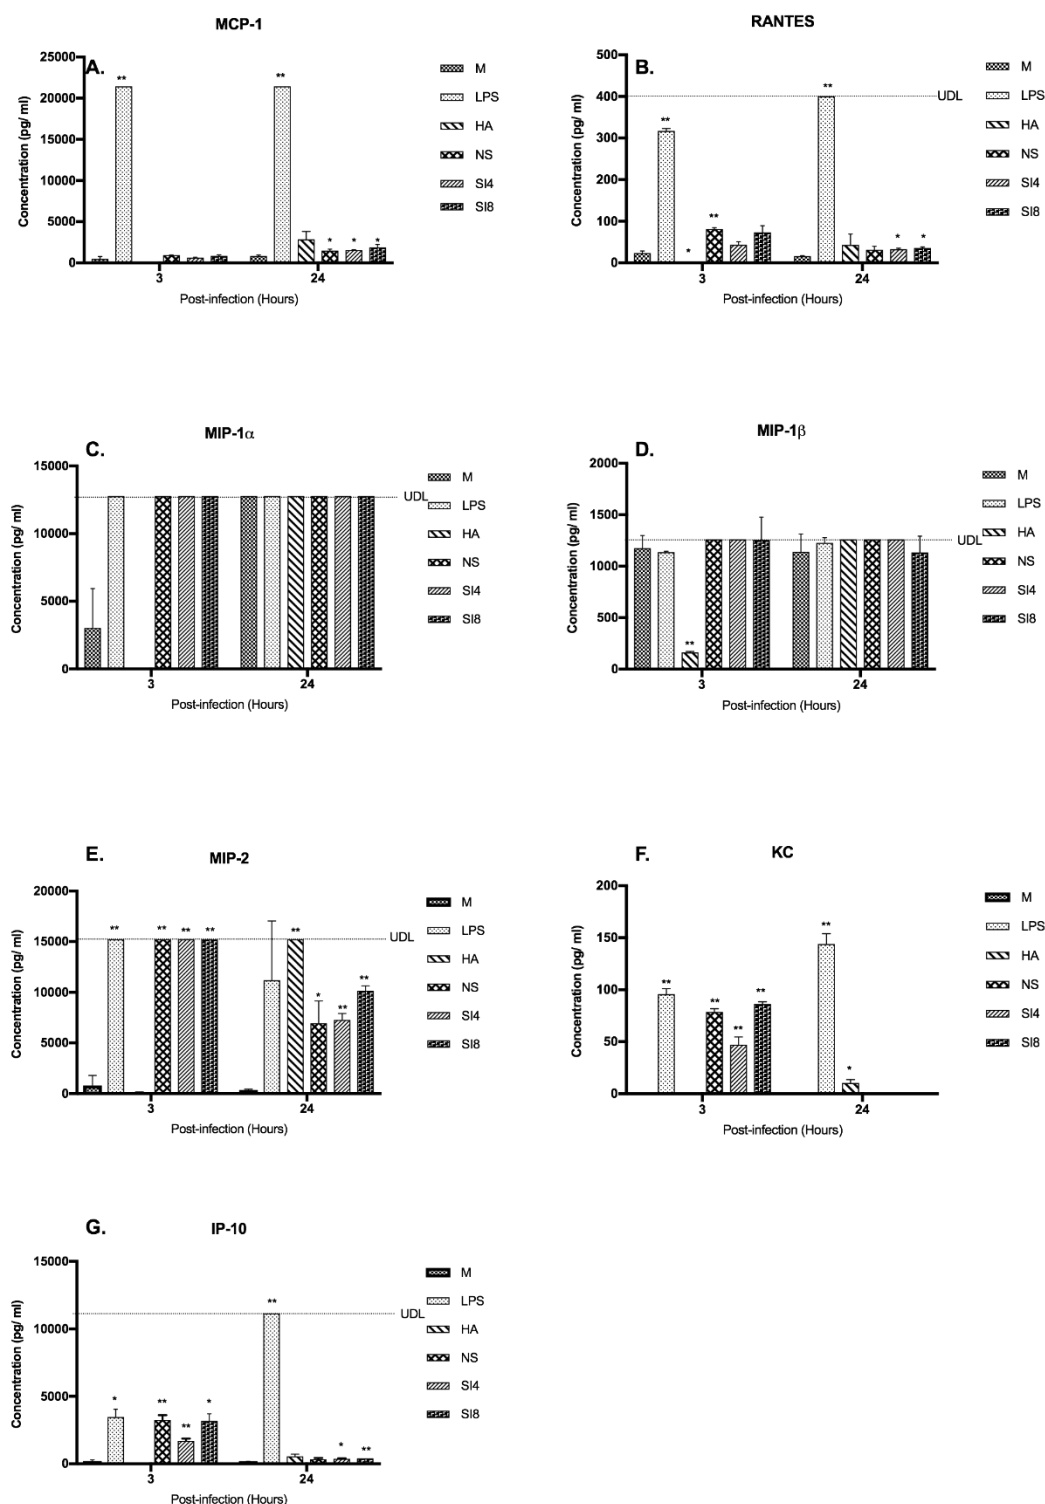 MCP-1
A.
Concentration (pg/ ml)
25000
20000
15000
10000
5000
0
** **
* * *
3 24
Post-infection (Hours)
M
LPS
HA
NS
SI4
SI8
RANTES
B.
Concentration (pg/ ml)
500
400
300
200
100
0
UDL
** * ** ** * *
3 24
Post-infection (Hours)
M
LPS
HA
NS
SI4
SI8
MIP-1α
C.
Concentration (pg/ ml)
15000
10000
5000
0
UDL
3 24
Post-infection (Hours)
M
LPS
HA
NS
SI4
SI8
MIP-1β
D.
Concentration (pg/ ml)
2000
1500
1000
500
0
UDL
**
3 24
Post-infection (Hours)
M
LPS
HA
NS
SI4
SI8
MIP-2
E.
Concentration (pg/ ml)
20000
15000
10000
5000
0
UDL
** ** ** ** ** * ** **
3 24
Post-infection (Hours)
M
LPS
HA
NS
SI4
SI8
KC
F.
Concentration (pg/ ml)
200
150
100
50
0
** ** ** ** ** *
3 24
Post-infection (Hours)
M
LPS
HA
NS
SI4
SI8
IP-10
G.
Concentration (pg/ ml)
15000
10000
5000
0
UDL
* ** ** * ** * **
3 24
Post-infection (Hours)
M
LPS
HA
NS
SI4
SI8